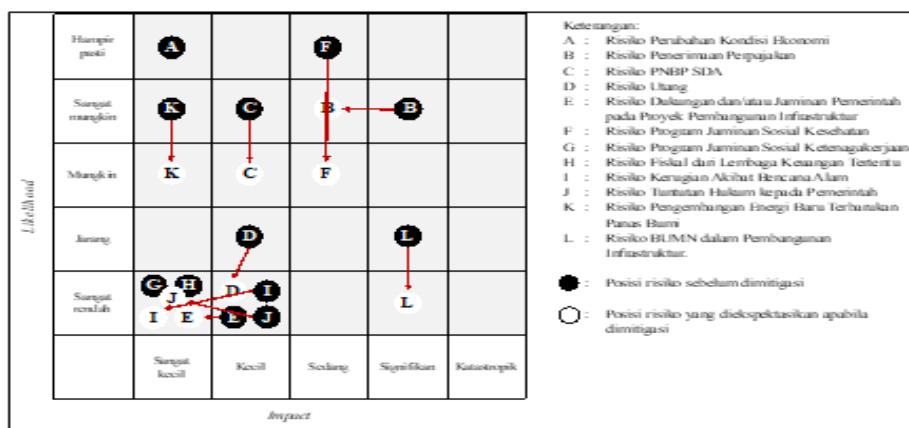 Keterangan:
Hampir
pasti
A
F
A : Risiko Perubahan Kondisi Ekonomi
B : Risiko Penerimaan Perpajakan
C : Risiko PNBP SDA
D : Risiko Utang
Sangat
mungkin
K
C
B
B
E : Risiko Dukungan dan/atau Jaminan Pemerintah
pada Proyek Pembangunan Infrastruktur
F : Risiko Program Jaminan Sosial Kesehatan
G : Risiko Program Jaminan Sosial Ketenagakerjaan
Mungkin
K
C
F
H : Risiko Fiskal dari Lembaga Keuangan Tertentu
I : Risiko Kerugian Akibat Bencana Alam
J : Risiko Tuntutan Hukum kepada Pemerintah
K : Risiko Pengembangan Energi Baru Terbarukan
Panas Bumi
Likelihood
Jarang
D
L
L : Risiko BUMN dalam Pembangunan
Infrastruktur.
Sangat
rendah
G
H
J
D
I
L
I
E
E
J
: Posisi risiko sebelum dimitigasi
: Posisi risiko yang diekspektasikan apabila
dimitigasi
Sangat
kecil
Kecil
Sedang
Signifikan
Katastropik
Impact